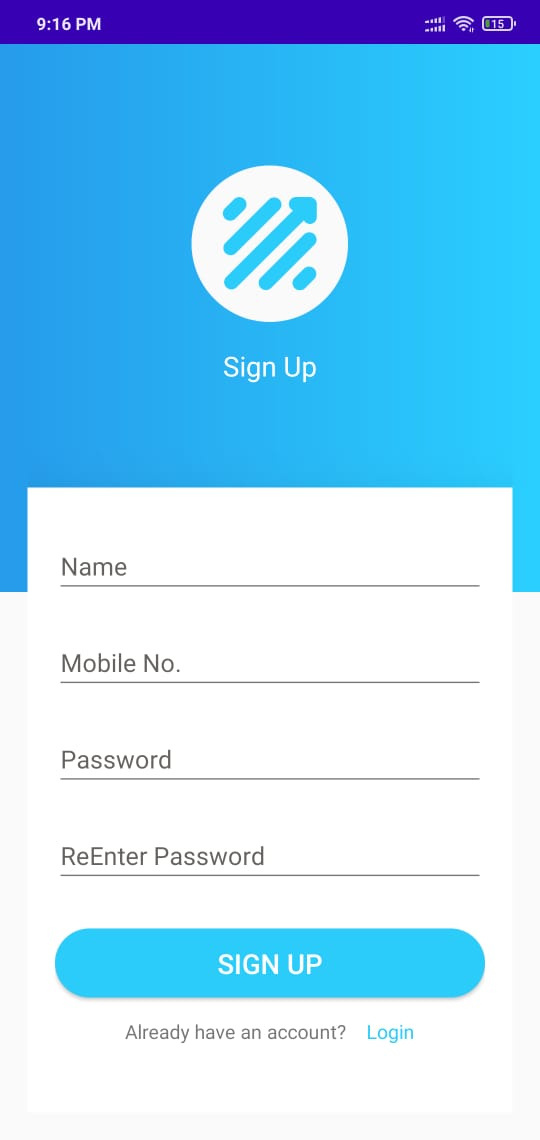 9:16 PM 15
Sign Up
Name
Mobile No.
Password
ReEnter Password
SIGN UP
Already have an account? Login